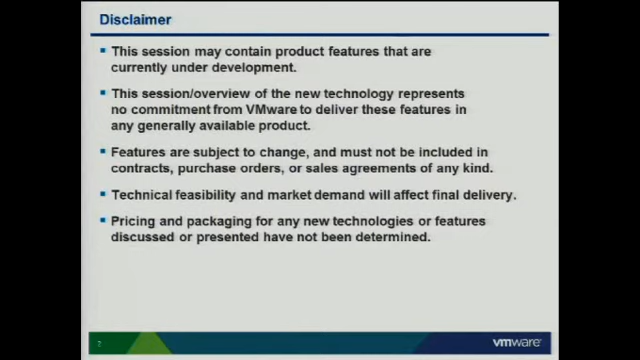 Disclaimer
This session may contain product features that are
currently under development.
This session/overview of the new technology represents
no commitment from VMware to deliver these features in
any generally available product.
Features are subject to change, and must not be included in
contracts, purchase orders, or sales agreements of any kind.
Technical feasibility and market demand will affect final delivery.
Pricing and packaging for any new technologies or features
discussed or presented have not been determined.
vmware